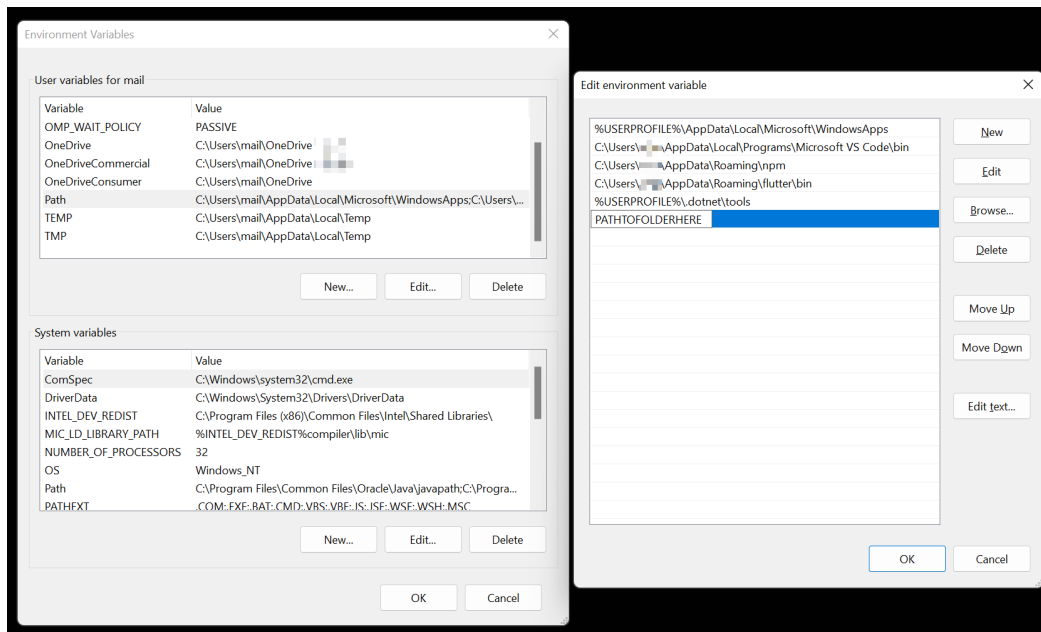 Environment Variables
User variables for mail
Variable Value
OMP_WAIT_POLICY PASSIVE
OneDrive C:\Users\mail\OneDrive
OneDriveCommercial C:\Users\mail\OneDrive
OneDriveConsumer C:\Users\mail\OneDrive
Path C:\Users\mail\AppData\Local\Microsoft\WindowsApps;C:\Users\...
TEMP C:\Users\mail\AppData\Local\Temp
TMP C:\Users\mail\AppData\Local\Temp
New... Edit... Delete
System variables
Variable Value
ComSpec C:\Windows\system32\cmd.exe
DriverData C:\Windows\System32\Drivers\DriverData
INTEL_DEV_REDIST C:\Program Files (x86)\Common Files\Intel\Shared Libraries\
MIC_LD_LIBRARY_PATH %INTEL_DEV_REDIST%compiler\lib\mic
NUMBER_OF_PROCESSORS 32
OS Windows_NT
Path C:\Program Files\Common Files\Oracle\Java\javapath;C:\Progra...
PATHEXT .COM;.EXE;.BAT;.CMD;.VBS;.VBE;.JS;.JSE;.WSF;.WSH;.MSC
New... Edit... Delete
OK Cancel
Edit environment variable
%USERPROFILE%\AppData\Local\Microsoft\WindowsApps
C:\Users\ \AppData\Local\Programs\Microsoft VS Code\bin
C:\Users\ \AppData\Roaming\npm
C:\Users\ \AppData\Roaming\flutter\bin
%USERPROFILE%\.dotnet\tools
PATHTOFOLDERHERE
New
Edit
Browse...
Delete
Move Up
Move Down
Edit text...
OK Cancel